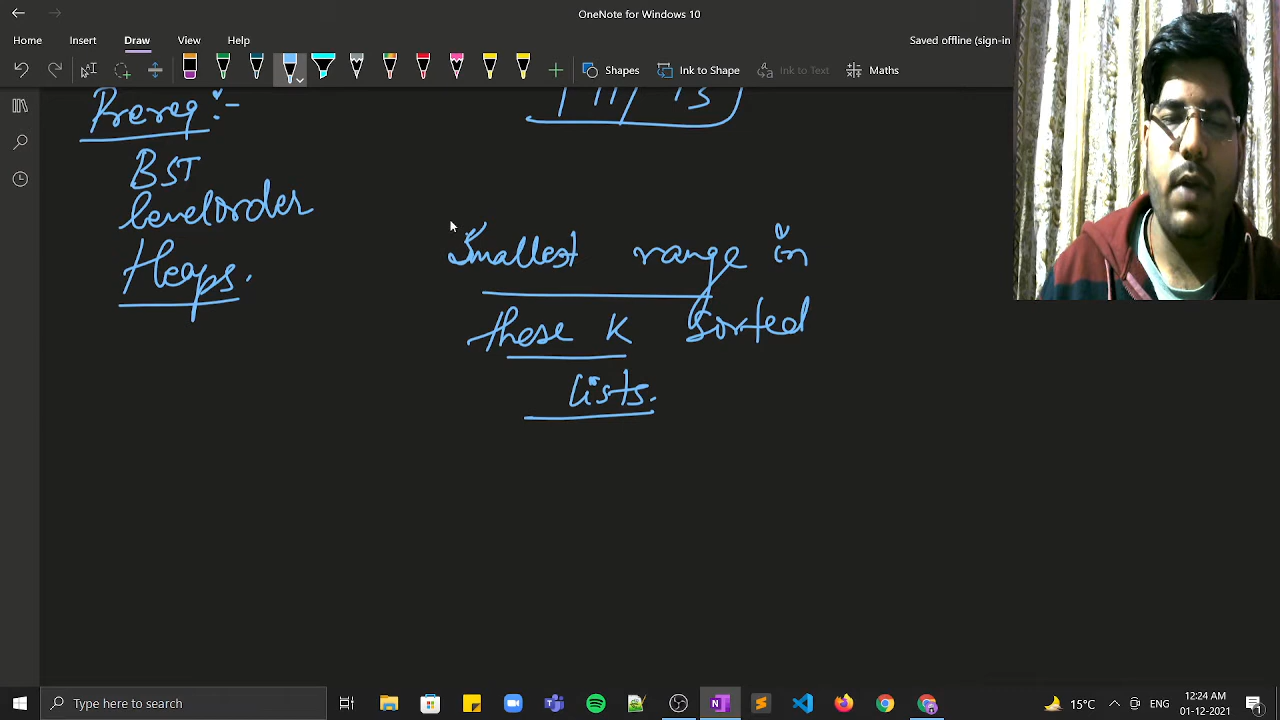 OneNote for Windows 10
Home Insert Draw View Help
Saved offline (sign-in
Shapes Ink to Shape Ink to Text Maths
Prereq:-
BST
levelorder
Heaps.
Smallest range in
these K Sorted
lists.
Type here to search
15°C ENG
12:24 AM
01-12-2021